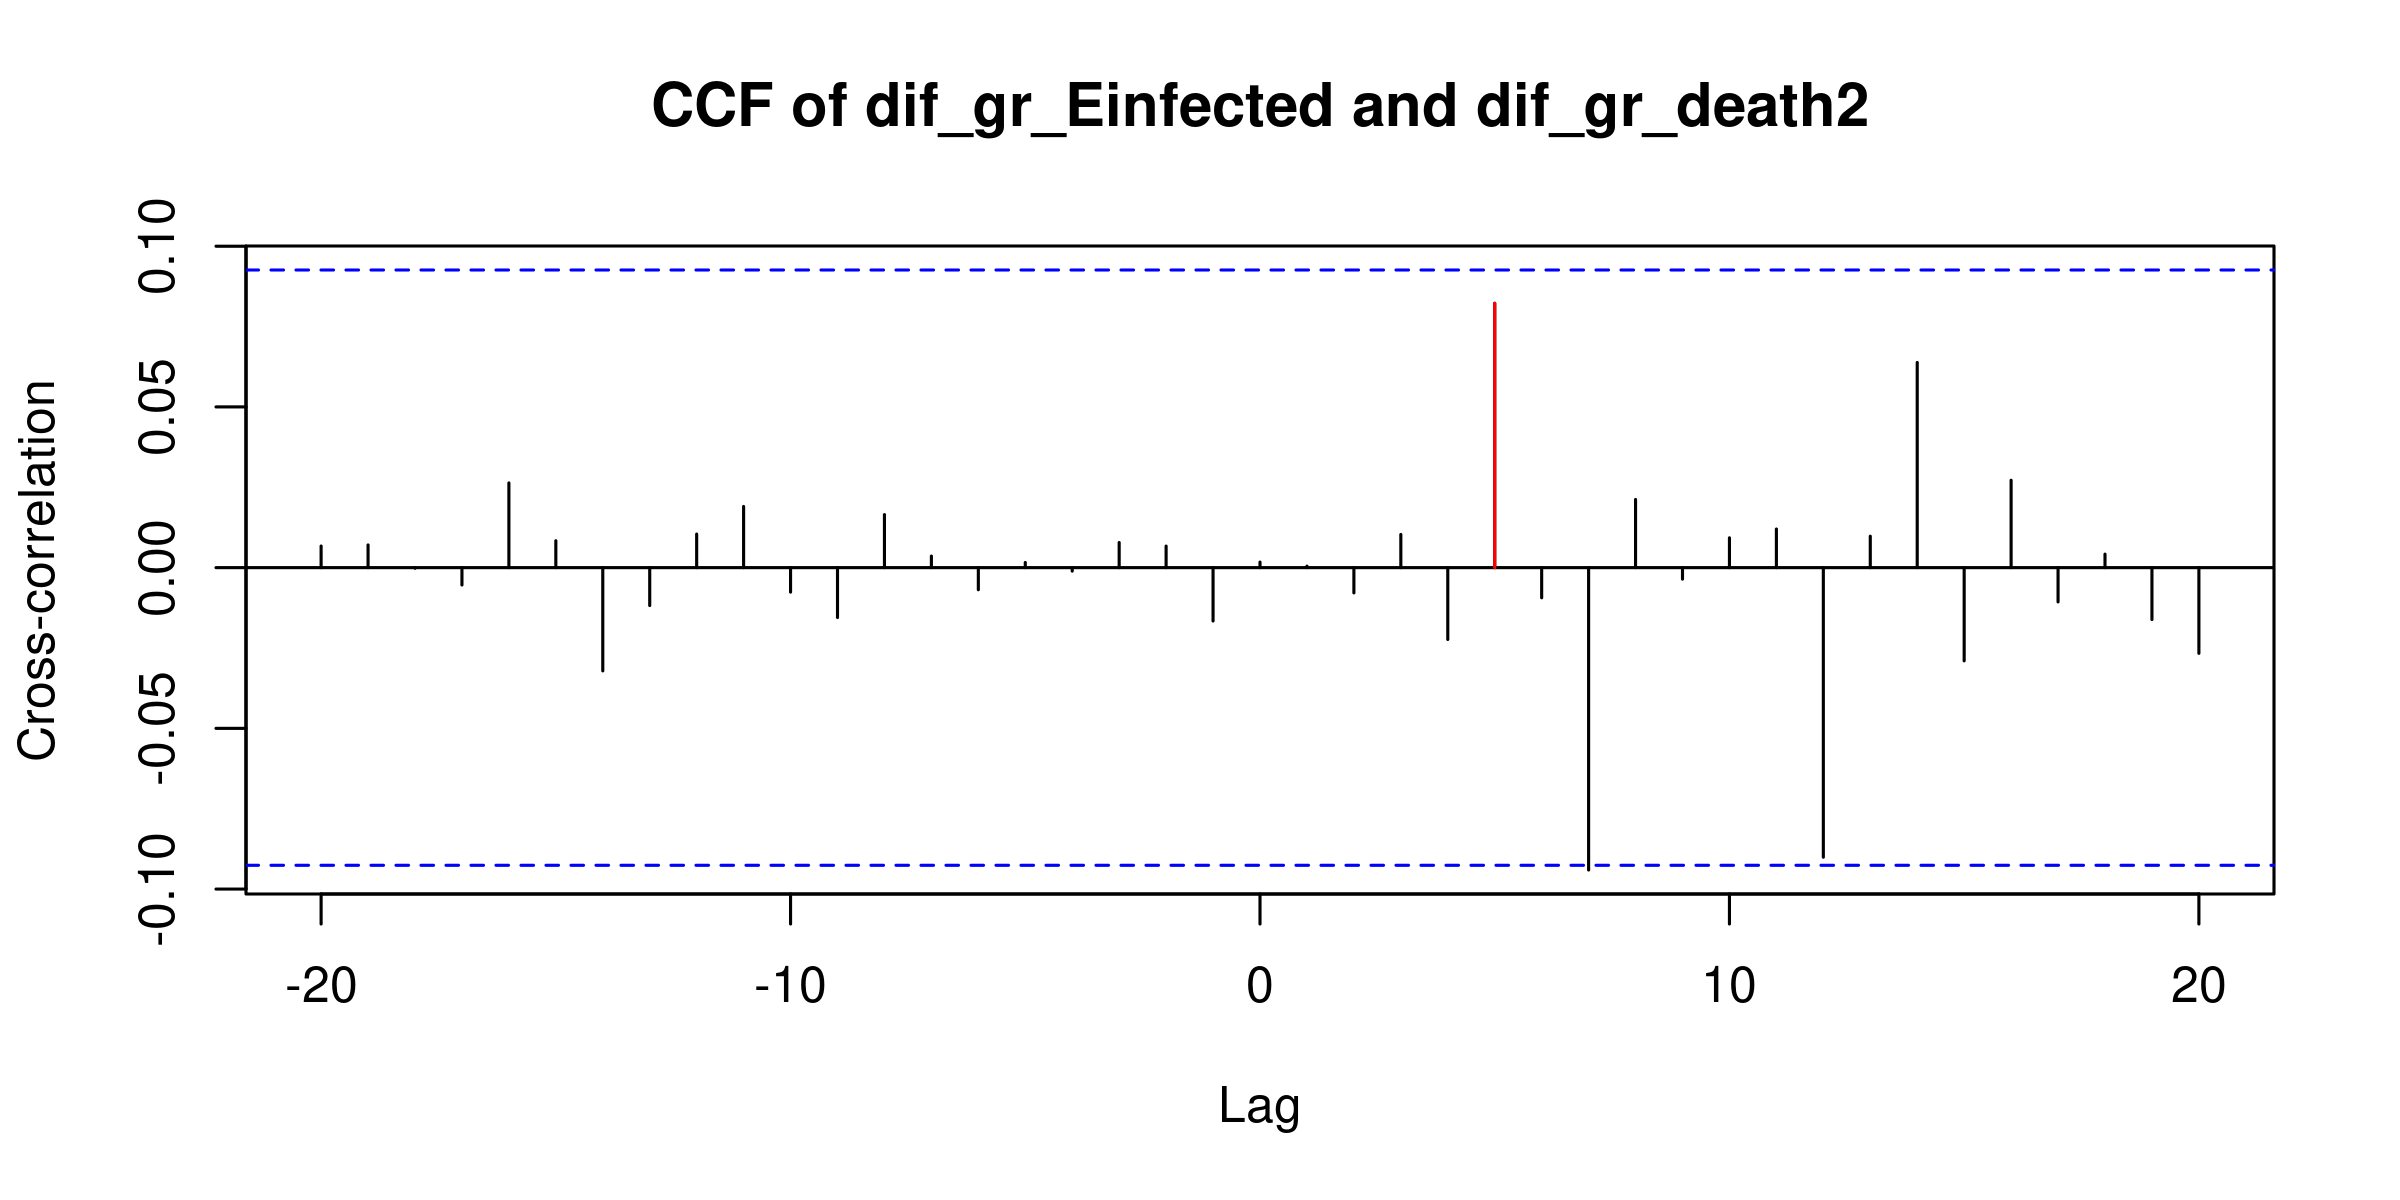 CCF of dif_gr_Einfected and dif_gr_death2
Cross-correlation
0.10
0.05
0.00
-0.05
-0.10
-20 -10 0 10 20
Lag